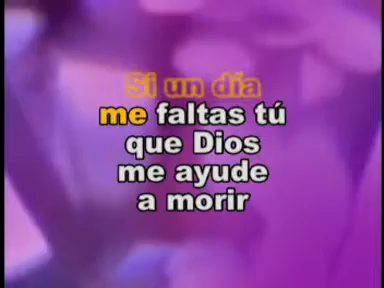 Si un día
me faltas tú
que Dios
me ayude
a morir